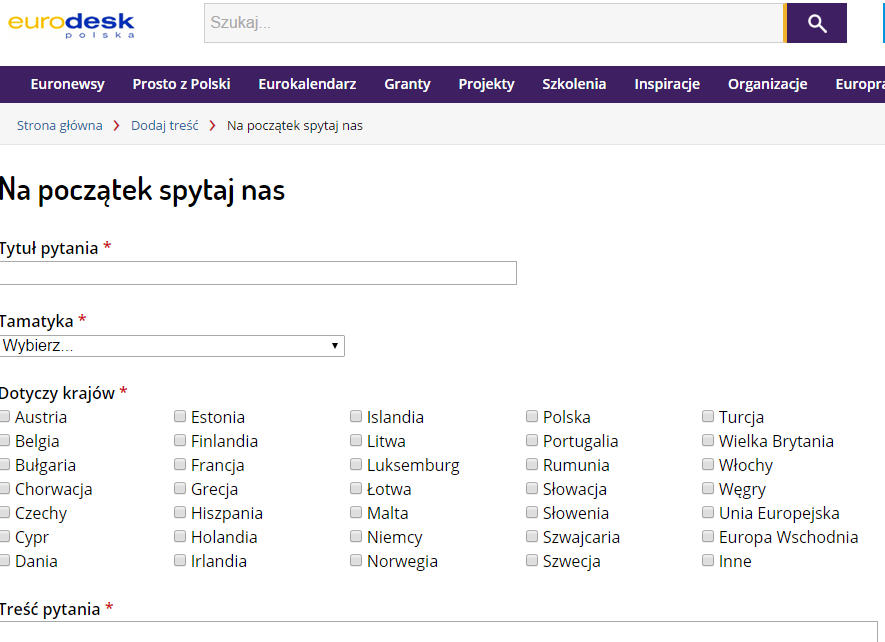 eurodesk
polska
Szukaj...
Euronewsy Prosto z Polski Eurokalendarz Granty Projekty Szkolenia Inspiracje Organizacje Europra
Strona główna > Dodaj treść > Na początek spytaj nas
Na początek spytaj nas
Tytuł pytania *
Tamatyka *
Wybierz...
Dotyczy krajów *
Austria Estonia Islandia Polska Turcja
Belgia Finlandia Litwa Portugalia Wielka Brytania
Bułgaria Francja Luksemburg Rumunia Włochy
Chorwacja Grecja Łotwa Słowacja Węgry
Czechy Hiszpania Malta Słowenia Unia Europejska
Cypr Holandia Niemcy Szwajcaria Europa Wschodnia
Dania Irlandia Norwegia Szwecja Inne
Treść pytania *